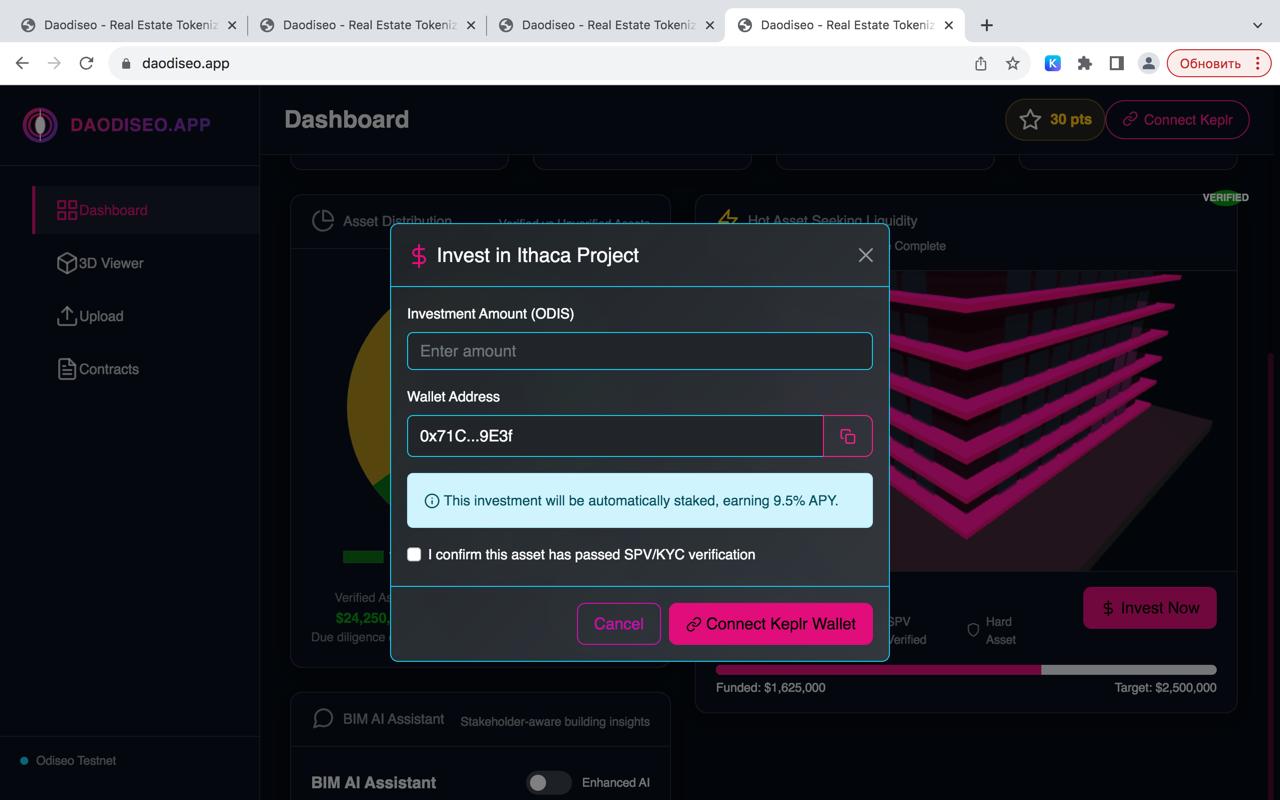 Daodiseo - Real Estate Tokeniz
Daodiseo - Real Estate Tokeniz
Daodiseo - Real Estate Tokeniz
Daodiseo - Real Estate Tokeniz
daodiseo.app
K
Обновить
DAODISEO.APP
Dashboard
30 pts
Connect Keplr
Dashboard
3D Viewer
Upload
Contracts
Odiseo Testnet
Asset Distribution
Verified vs Unverified Assets
Hot Asset Seeking Liquidity
VERIFIED
Complete
Invest in Ithaca Project
Investment Amount (ODIS)
Enter amount
Wallet Address
0x71C...9E3f
This investment will be automatically staked, earning 9.5% APY.
I confirm this asset has passed SPV/KYC verification
Cancel
Connect Keplr Wallet
Verified As
$24,250,
Due diligence
SPV
Verified
Hard
Asset
$ Invest Now
Funded: $1,625,000
Target: $2,500,000
BIM AI Assistant
Stakeholder-aware building insights
BIM AI Assistant
Enhanced AI